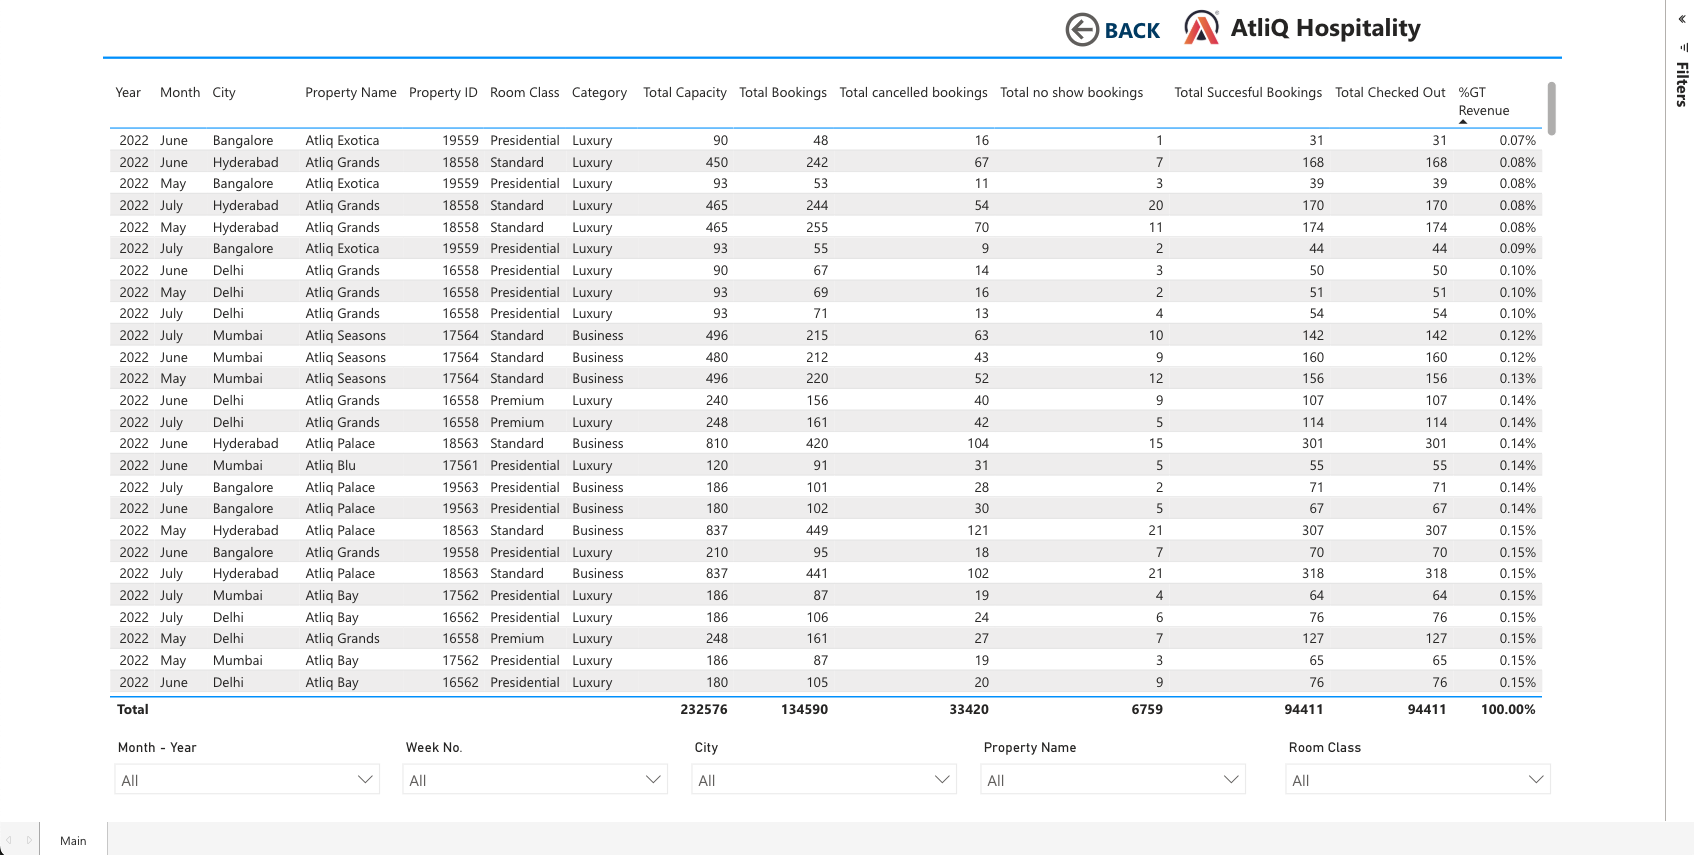 BACK AtliQ Hospitality
Filters
Year Month City Property Name Property ID Room Class Category Total Capacity Total Bookings Total cancelled bookings Total no show bookings Total Succesful Bookings Total Checked Out %GT Revenue
2022 June Bangalore Atliq Exotica 19559 Presidential Luxury 90 48 16 1 31 31 0.07%
2022 June Hyderabad Atliq Grands 18558 Standard Luxury 450 242 67 7 168 168 0.08%
2022 May Bangalore Atliq Exotica 19559 Presidential Luxury 93 53 11 3 39 39 0.08%
2022 July Hyderabad Atliq Grands 18558 Standard Luxury 465 244 54 20 170 170 0.08%
2022 May Hyderabad Atliq Grands 18558 Standard Luxury 465 255 70 11 174 174 0.08%
2022 July Bangalore Atliq Exotica 19559 Presidential Luxury 93 55 9 2 44 44 0.09%
2022 June Delhi Atliq Grands 16558 Presidential Luxury 90 67 14 3 50 50 0.10%
2022 May Delhi Atliq Grands 16558 Presidential Luxury 93 69 16 2 51 51 0.10%
2022 July Delhi Atliq Grands 16558 Presidential Luxury 93 71 13 4 54 54 0.10%
2022 July Mumbai Atliq Seasons 17564 Standard Business 496 215 63 10 142 142 0.12%
2022 June Mumbai Atliq Seasons 17564 Standard Business 480 212 43 9 160 160 0.12%
2022 May Mumbai Atliq Seasons 17564 Standard Business 496 220 52 12 156 156 0.13%
2022 June Delhi Atliq Grands 16558 Premium Luxury 240 156 40 9 107 107 0.14%
2022 July Delhi Atliq Grands 16558 Premium Luxury 248 161 42 5 114 114 0.14%
2022 June Hyderabad Atliq Palace 18563 Standard Business 810 420 104 15 301 301 0.14%
2022 June Mumbai Atliq Blu 17561 Presidential Luxury 120 91 31 5 55 55 0.14%
2022 July Bangalore Atliq Palace 19563 Presidential Business 186 101 28 2 71 71 0.14%
2022 June Bangalore Atliq Palace 19563 Presidential Business 180 102 30 5 67 67 0.14%
2022 May Hyderabad Atliq Palace 18563 Standard Business 837 449 121 21 307 307 0.15%
2022 June Bangalore Atliq Grands 19558 Presidential Luxury 210 95 18 7 70 70 0.15%
2022 July Hyderabad Atliq Palace 18563 Standard Business 837 441 102 21 318 318 0.15%
2022 July Mumbai Atliq Bay 17562 Presidential Luxury 186 87 19 4 64 64 0.15%
2022 July Delhi Atliq Bay 16562 Presidential Luxury 186 106 24 6 76 76 0.15%
2022 May Delhi Atliq Grands 16558 Premium Luxury 248 161 27 7 127 127 0.15%
2022 May Mumbai Atliq Bay 17562 Presidential Luxury 186 87 19 3 65 65 0.15%
2022 June Delhi Atliq Bay 16562 Presidential Luxury 180 105 20 9 76 76 0.15%
Total 232576 134590 33420 6759 94411 94411 100.00%
Month - Year Week No. City Property Name Room Class
All All All All All
Main